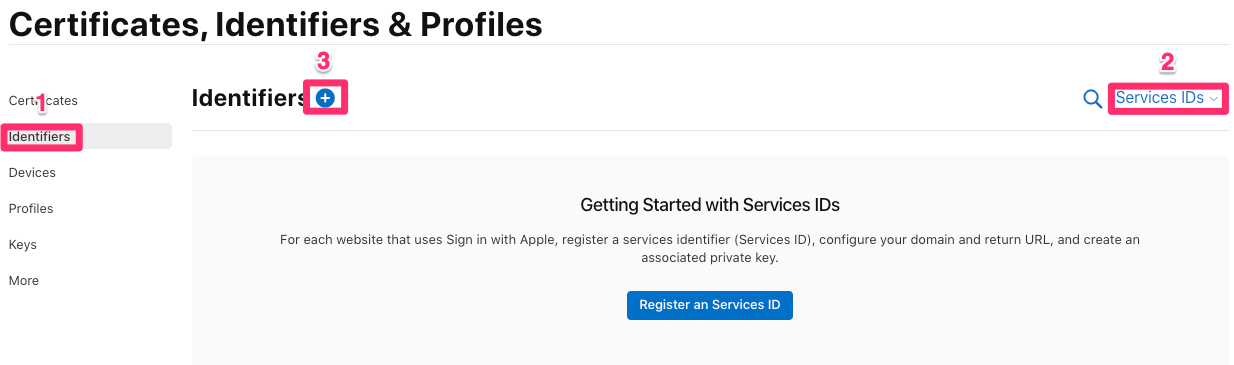 Certificates, Identifiers & Profiles
3
2
Identifiers
Services IDs
Certificates
1
Identifiers
Devices
Profiles
Keys
More
Getting Started with Services IDs
For each website that uses Sign in with Apple, register a services identifier (Services ID), configure your domain and return URL, and create an
associated private key.
Register an Services ID